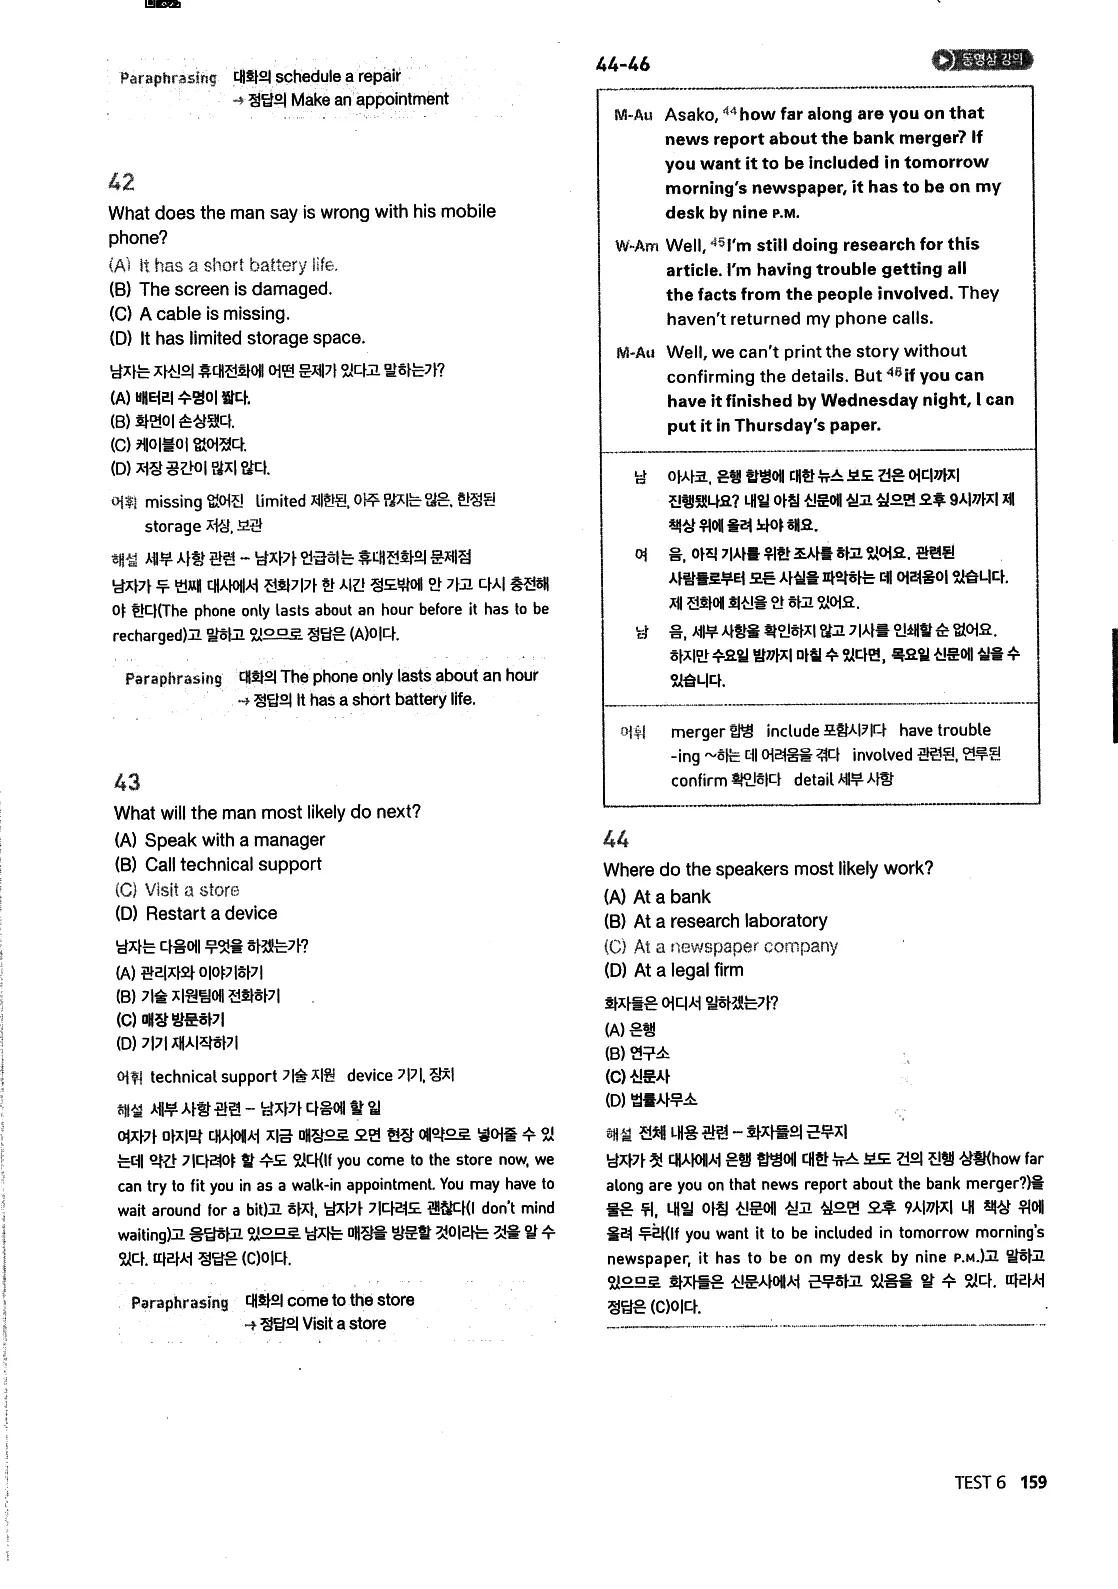 Paraphrasing 대화의 schedule a repair
→ 정답의 Make an appointment
42
What does the man say is wrong with his mobile
phone?
(A) It has a short battery life.
(B) The screen is damaged.
(C) A cable is missing.
(D) It has limited storage space.
남자는 자신의 휴대전화에 어떤 문제가 있다고 말하는가?
(A) 배터리 수명이 짧다.
(B) 화면이 손상됐다.
(C) 케이블이 없어졌다.
(D) 저장 공간이 많지 않다.
어휘 missing 없어진 limited 제한된, 아주 많지는 않은, 한정된
storage 저장, 보관
해설 세부 사항 관련 – 남자가 언급하는 휴대전화의 문제점
남자가 두 번째 대사에서 전화기가 한 시간 정도밖에 안 가고 다시 충전해
야 한다(The phone only lasts about an hour before it has to be
recharged)고 말하고 있으므로 정답은 (A)이다.
Paraphrasing 대화의 The phone only lasts about an hour
→ 정답의 It has a short battery life.
43
What will the man most likely do next?
(A) Speak with a manager
(B) Call technical support
(C) Visit a store
(D) Restart a device
남자는 다음에 무엇을 하겠는가?
(A) 관리자와 이야기하기
(B) 기술 지원팀에 전화하기
(C) 매장 방문하기
(D) 기기 재시작하기
어휘 technical support 기술 지원 device 기기, 장치
해설 세부 사항 관련 – 남자가 다음에 할 일
여자가 마지막 대사에서 지금 매장으로 오면 현장 예약으로 넣어줄 수 있
는데 약간 기다려야 할 수도 있다(If you come to the store now, we
can try to fit you in as a walk-in appointment. You may have to
wait around for a bit)고 하자, 남자가 기다려도 괜찮다(I don't mind
waiting)고 응답하고 있으므로 남자는 매장을 방문할 것이라는 것을 알 수
있다. 따라서 정답은 (C)이다.
Paraphrasing 대화의 come to the store
→ 정답의 Visit a store
44-46
동영상 강의
M-Au Asako, 44how far along are you on that
news report about the bank merger? If
you want it to be included in tomorrow
morning's newspaper, it has to be on my
desk by nine P.M.
W-Am Well, 45I'm still doing research for this
article. I'm having trouble getting all
the facts from the people involved. They
haven't returned my phone calls.
M-Au Well, we can't print the story without
confirming the details. But 46if you can
have it finished by Wednesday night, I can
put it in Thursday's paper.
남 아사코, 은행 합병에 대한 뉴스 보도 건은 어디까지
진행됐나요? 내일 아침 신문에 싣고 싶으면 오후 9시까지 제
책상 위에 올려 놔야 해요.
여 음, 아직 기사를 위한 조사를 하고 있어요. 관련된
사람들로부터 모든 사실을 파악하는 데 어려움이 있습니다.
제 전화에 회신을 안 하고 있어요.
남 음, 세부 사항을 확인하지 않고 기사를 인쇄할 순 없어요.
하지만 수요일 밤까지 마칠 수 있다면, 목요일 신문에 실을 수
있습니다.
어휘 merger 합병 include 포함시키다 have trouble
-ing ~하는 데 어려움을 겪다 involved 관련된, 연루된
confirm 확인하다 detail 세부 사항
44
Where do the speakers most likely work?
(A) At a bank
(B) At a research laboratory
(C) At a newspaper company
(D) At a legal firm
화자들은 어디서 일하겠는가?
(A) 은행
(B) 연구소
(C) 신문사
(D) 법률사무소
해설 전체 내용 관련 – 화자들의 근무지
남자가 첫 대사에서 은행 합병에 대한 뉴스 보도 건의 진행 상황(how far
along are you on that news report about the bank merger?)을
물은 뒤, 내일 아침 신문에 싣고 싶으면 오후 9시까지 내 책상 위에
올려 두라(If you want it to be included in tomorrow morning's
newspaper, it has to be on my desk by nine P.M.)고 말하고
있으므로 화자들은 신문사에서 근무하고 있음을 알 수 있다. 따라서
정답은 (C)이다.
TEST 6 159